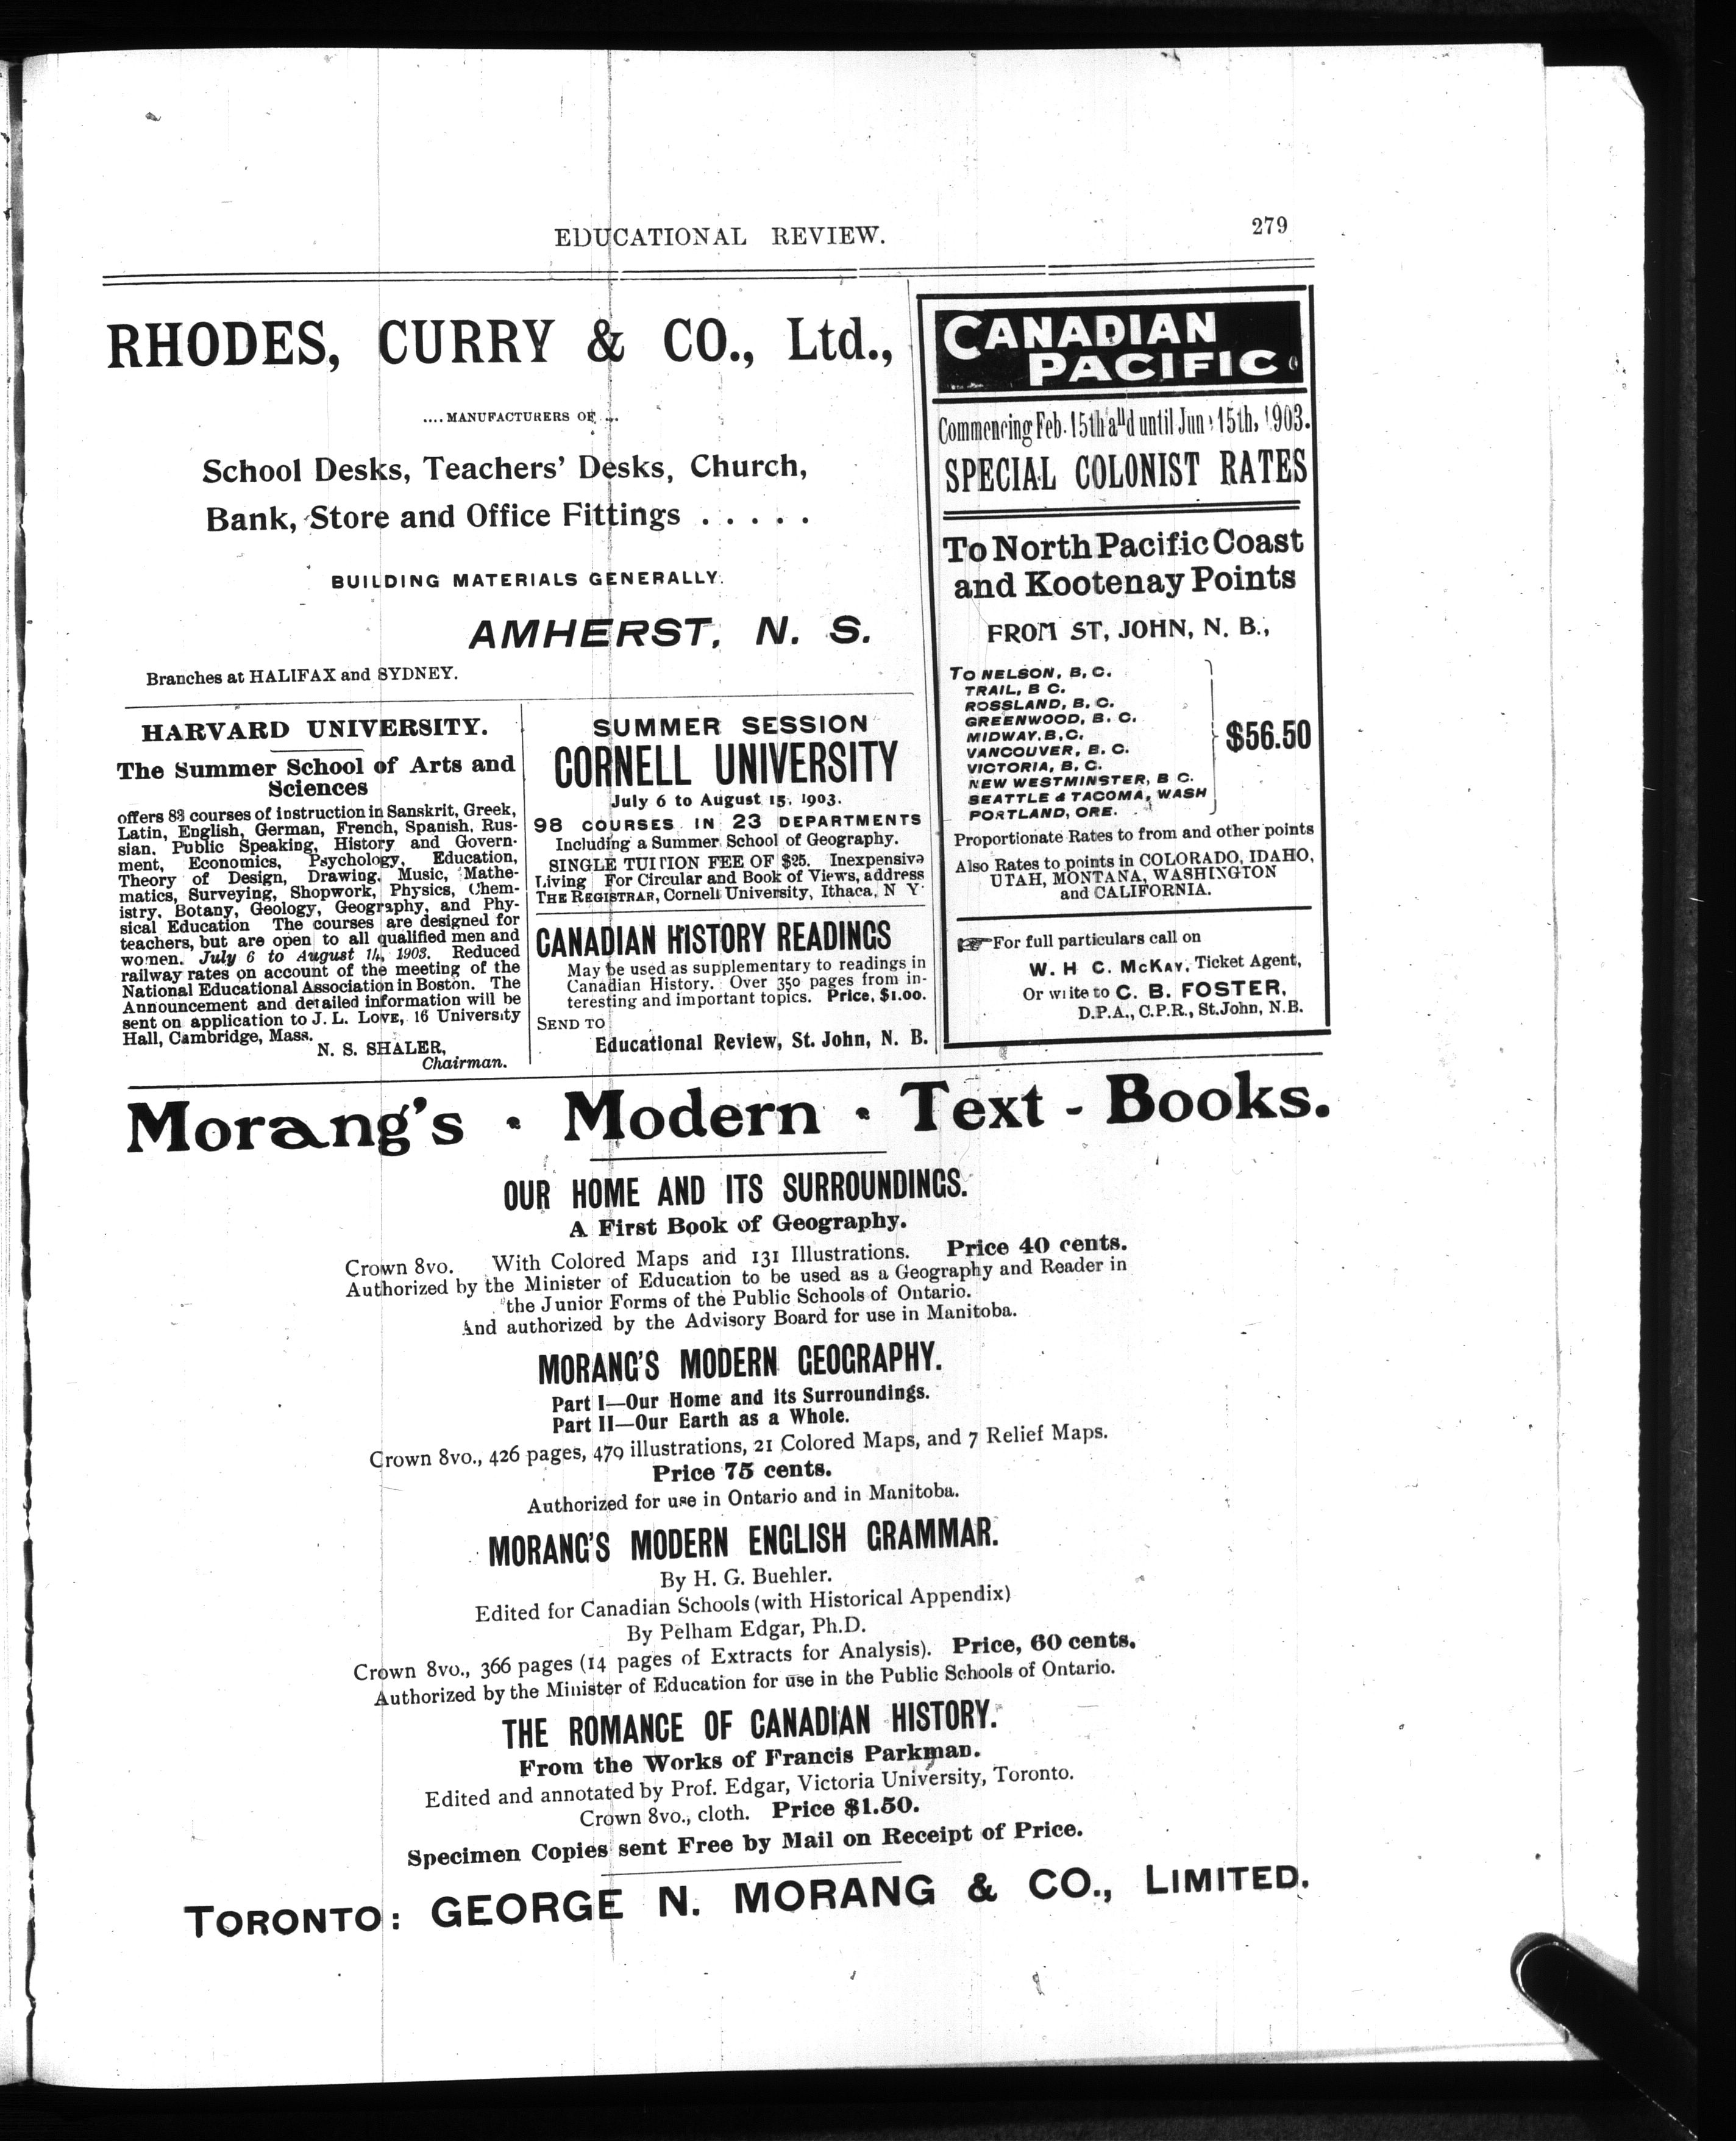 EDUCATIONAL REVIEW.
279
RHODES, CURRY & CO., Ltd.,
....MANUFACTURERS OF....
School Desks, Teachers' Desks, Church,
Bank, Store and Office Fittings . . . . .
BUILDING MATERIALS GENERALLY.
AMHERST, N. S.
Branches at HALIFAX and SYDNEY.
HARVARD UNIVERSITY.
The Summer School of Arts and
Sciences
offers 83 courses of instruction in Sanskrit, Greek,
Latin, English, German, French, Spanish, Rus-
sian. Public Speaking, History and Govern-
ment, Economics, Psychology, Education,
Theory of Design, Drawing, Music, Mathe-
matics, Surveying, Shopwork, Physics, Chem-
istry, Botany, Geology, Geography, and Phy-
sical Education The courses are designed for
teachers, but are open to all qualified men and
women. July 6 to August 14, 1903. Reduced
railway rates on account of the meeting of the
National Educational Association in Boston. The
Announcement and detailed information will be
sent on application to J. L. LOVE, 16 University
Hall, Cambridge, Mass.
N. S. SHALER,
Chairman.
SUMMER SESSION
CORNELL UNIVERSITY
July 6 to August 15, 1903.
98 COURSES IN 23 DEPARTMENTS
Including a Summer School of Geography.
SINGLE TUITION FEE OF $25. Inexpensive
Living For Circular and Book of Views, address
THE REGISTRAR, Cornell University, Ithaca, N Y.
CANADIAN HISTORY READINGS
May be used as supplementary to readings in
Canadian History. Over 350 pages from in-
teresting and important topics. Price, $1.00.
SEND TO
Educational Review, St. John, N. B.
CANADIAN
PACIFIC
Commencing Feb. 15th and until June 15th, 1903.
SPECIAL COLONIST RATES
To North Pacific Coast
and Kootenay Points
FROM ST, JOHN, N. B.,
TO NELSON, B, C.
TRAIL, B C.
ROSSLAND, B. C.
GREENWOOD, B. C.
MIDWAY, B, C,
VANCOUVER, B. C.
VICTORIA, B. C.
NEW WESTMINSTER, B C.
SEATTLE & TACOMA, WASH
PORTLAND, ORE.
$56.50
Proportionate Rates to from and other points
Also Rates to points in COLORADO, IDAHO,
UTAH, MONTANA, WASHINGTON
and CALIFORNIA.
☞For full particulars call on
W. H C. MCKAY, Ticket Agent,
Or write to C. B. FOSTER,
D.P.A., C.P.R., St. John, N.B.
Morang's • Modern • Text - Books.
OUR HOME AND ITS SURROUNDINGS.
A First Book of Geography.
Crown 8vo. With Colored Maps and 131 Illustrations. Price 40 cents.
Authorized by the Minister of Education to be used as a Geography and Reader in
the Junior Forms of the Public Schools of Ontario.
And authorized by the Advisory Board for use in Manitoba.
MORANG'S MODERN GEOGRAPHY.
Part I—Our Home and its Surroundings.
Part II—Our Earth as a Whole.
Crown 8vo., 426 pages, 479 illustrations, 21 Colored Maps, and 7 Relief Maps.
Price 75 cents.
Authorized for use in Ontario and in Manitoba.
MORANG'S MODERN ENGLISH GRAMMAR.
By H. G. Buehler.
Edited for Canadian Schools (with Historical Appendix)
By Pelham Edgar, Ph.D.
Crown 8vo., 366 pages (14 pages of Extracts for Analysis). Price, 60 cents.
Authorized by the Minister of Education for use in the Public Schools of Ontario.
THE ROMANCE OF CANADIAN HISTORY.
From the Works of Francis Parkman.
Edited and annotated by Prof. Edgar, Victoria University, Toronto.
Crown 8vo., cloth. Price $1.50.
Specimen Copies sent Free by Mail on Receipt of Price.
TORONTO: GEORGE N. MORANG & CO., LIMITED.